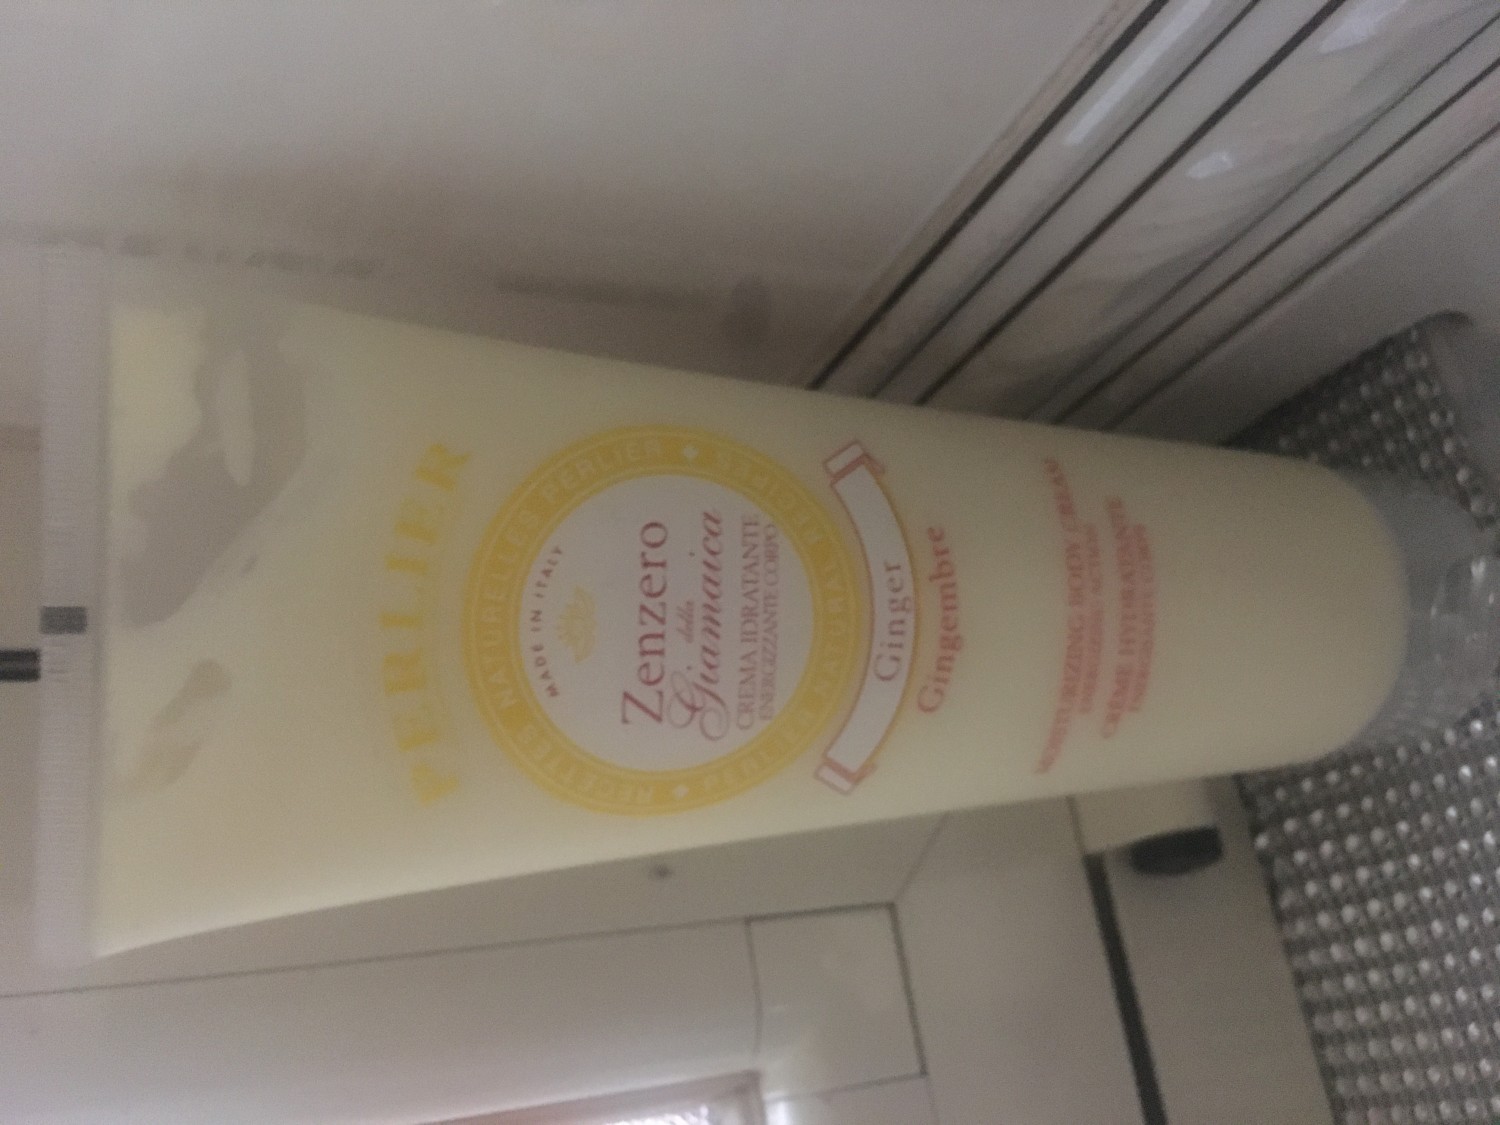 PERLIER
RECETTES NATURELLES PERLIER
MADE IN ITALY
Zenzero
della
Giamaica
CREMA IDRATANTE
ENERGIZZANTE CORPO
Ginger
Gingembre
MOISTURIZING BODY CREAM
CRÈME HYDRATANTE